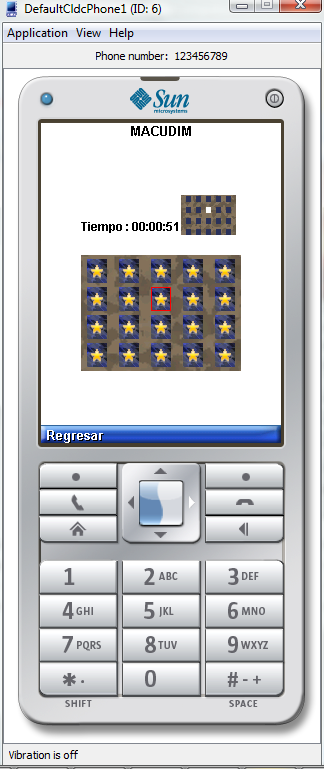 DefaultCldcPhone1 (ID: 6)
Application View Help
Phone number: 123456789
Sun
microsystems
MACUDIM
Tiempo : 00:00:51
Regresar
1 2 ABC 3 DEF
4 GHI 5 JKL 6 MNO
7 PQRS 8 TUV 9 WXYZ
* . 0 # - +
SHIFT SPACE
Vibration is off